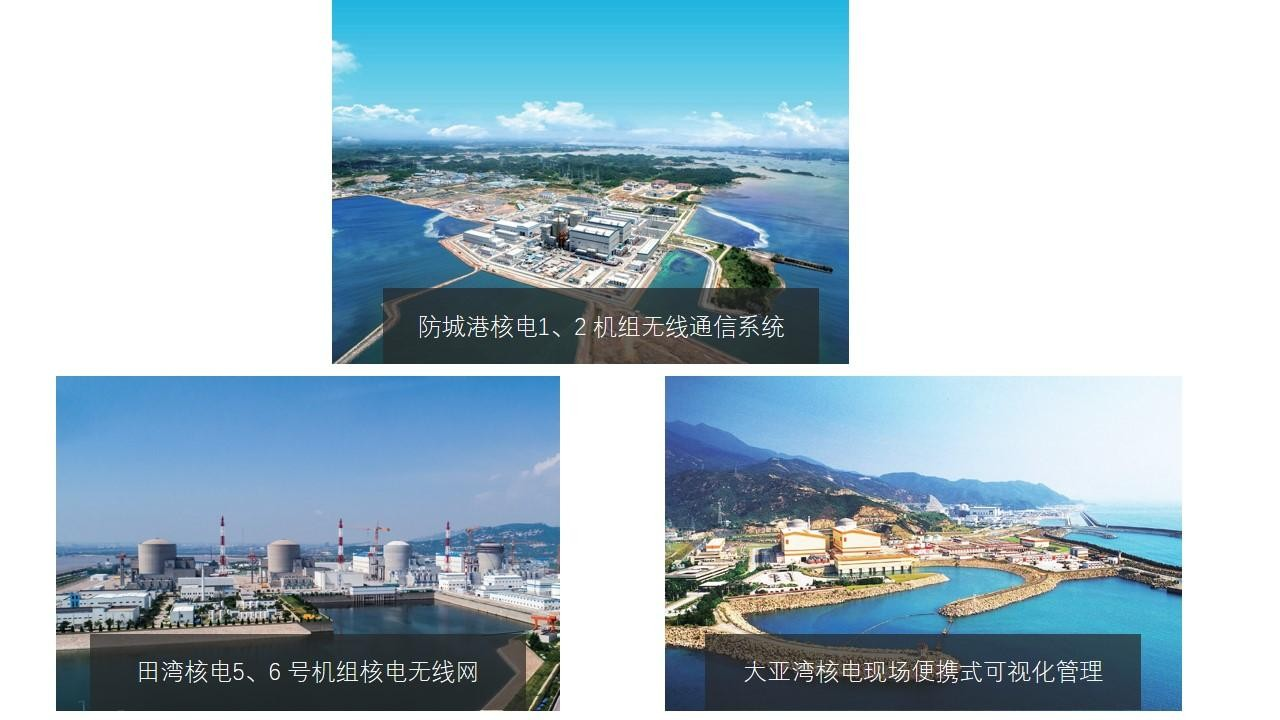 防城港核电1、2 机组无线通信系统
田湾核电5、6 号机组核电无线网
大亚湾核电现场便携式可视化管理